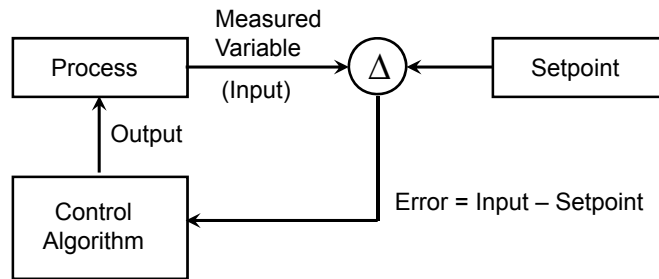 Measured
Variable
Process
(Input)
Δ
Setpoint
Output
Control
Algorithm
Error = Input – Setpoint